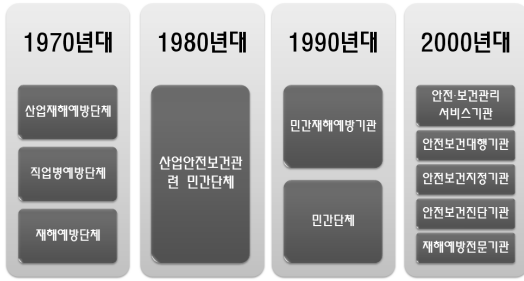 1970년대
산업재해예방단체
직업병예방단체
재해예방단체
1980년대
산업안전보건관
련 민간단체
1990년대
민간재해예방기관
민간단체
2000년대
안전·보건관리
서비스기관
안전보건대행기관
안전보건지정기관
안전보건진단기관
재해예방전문기관